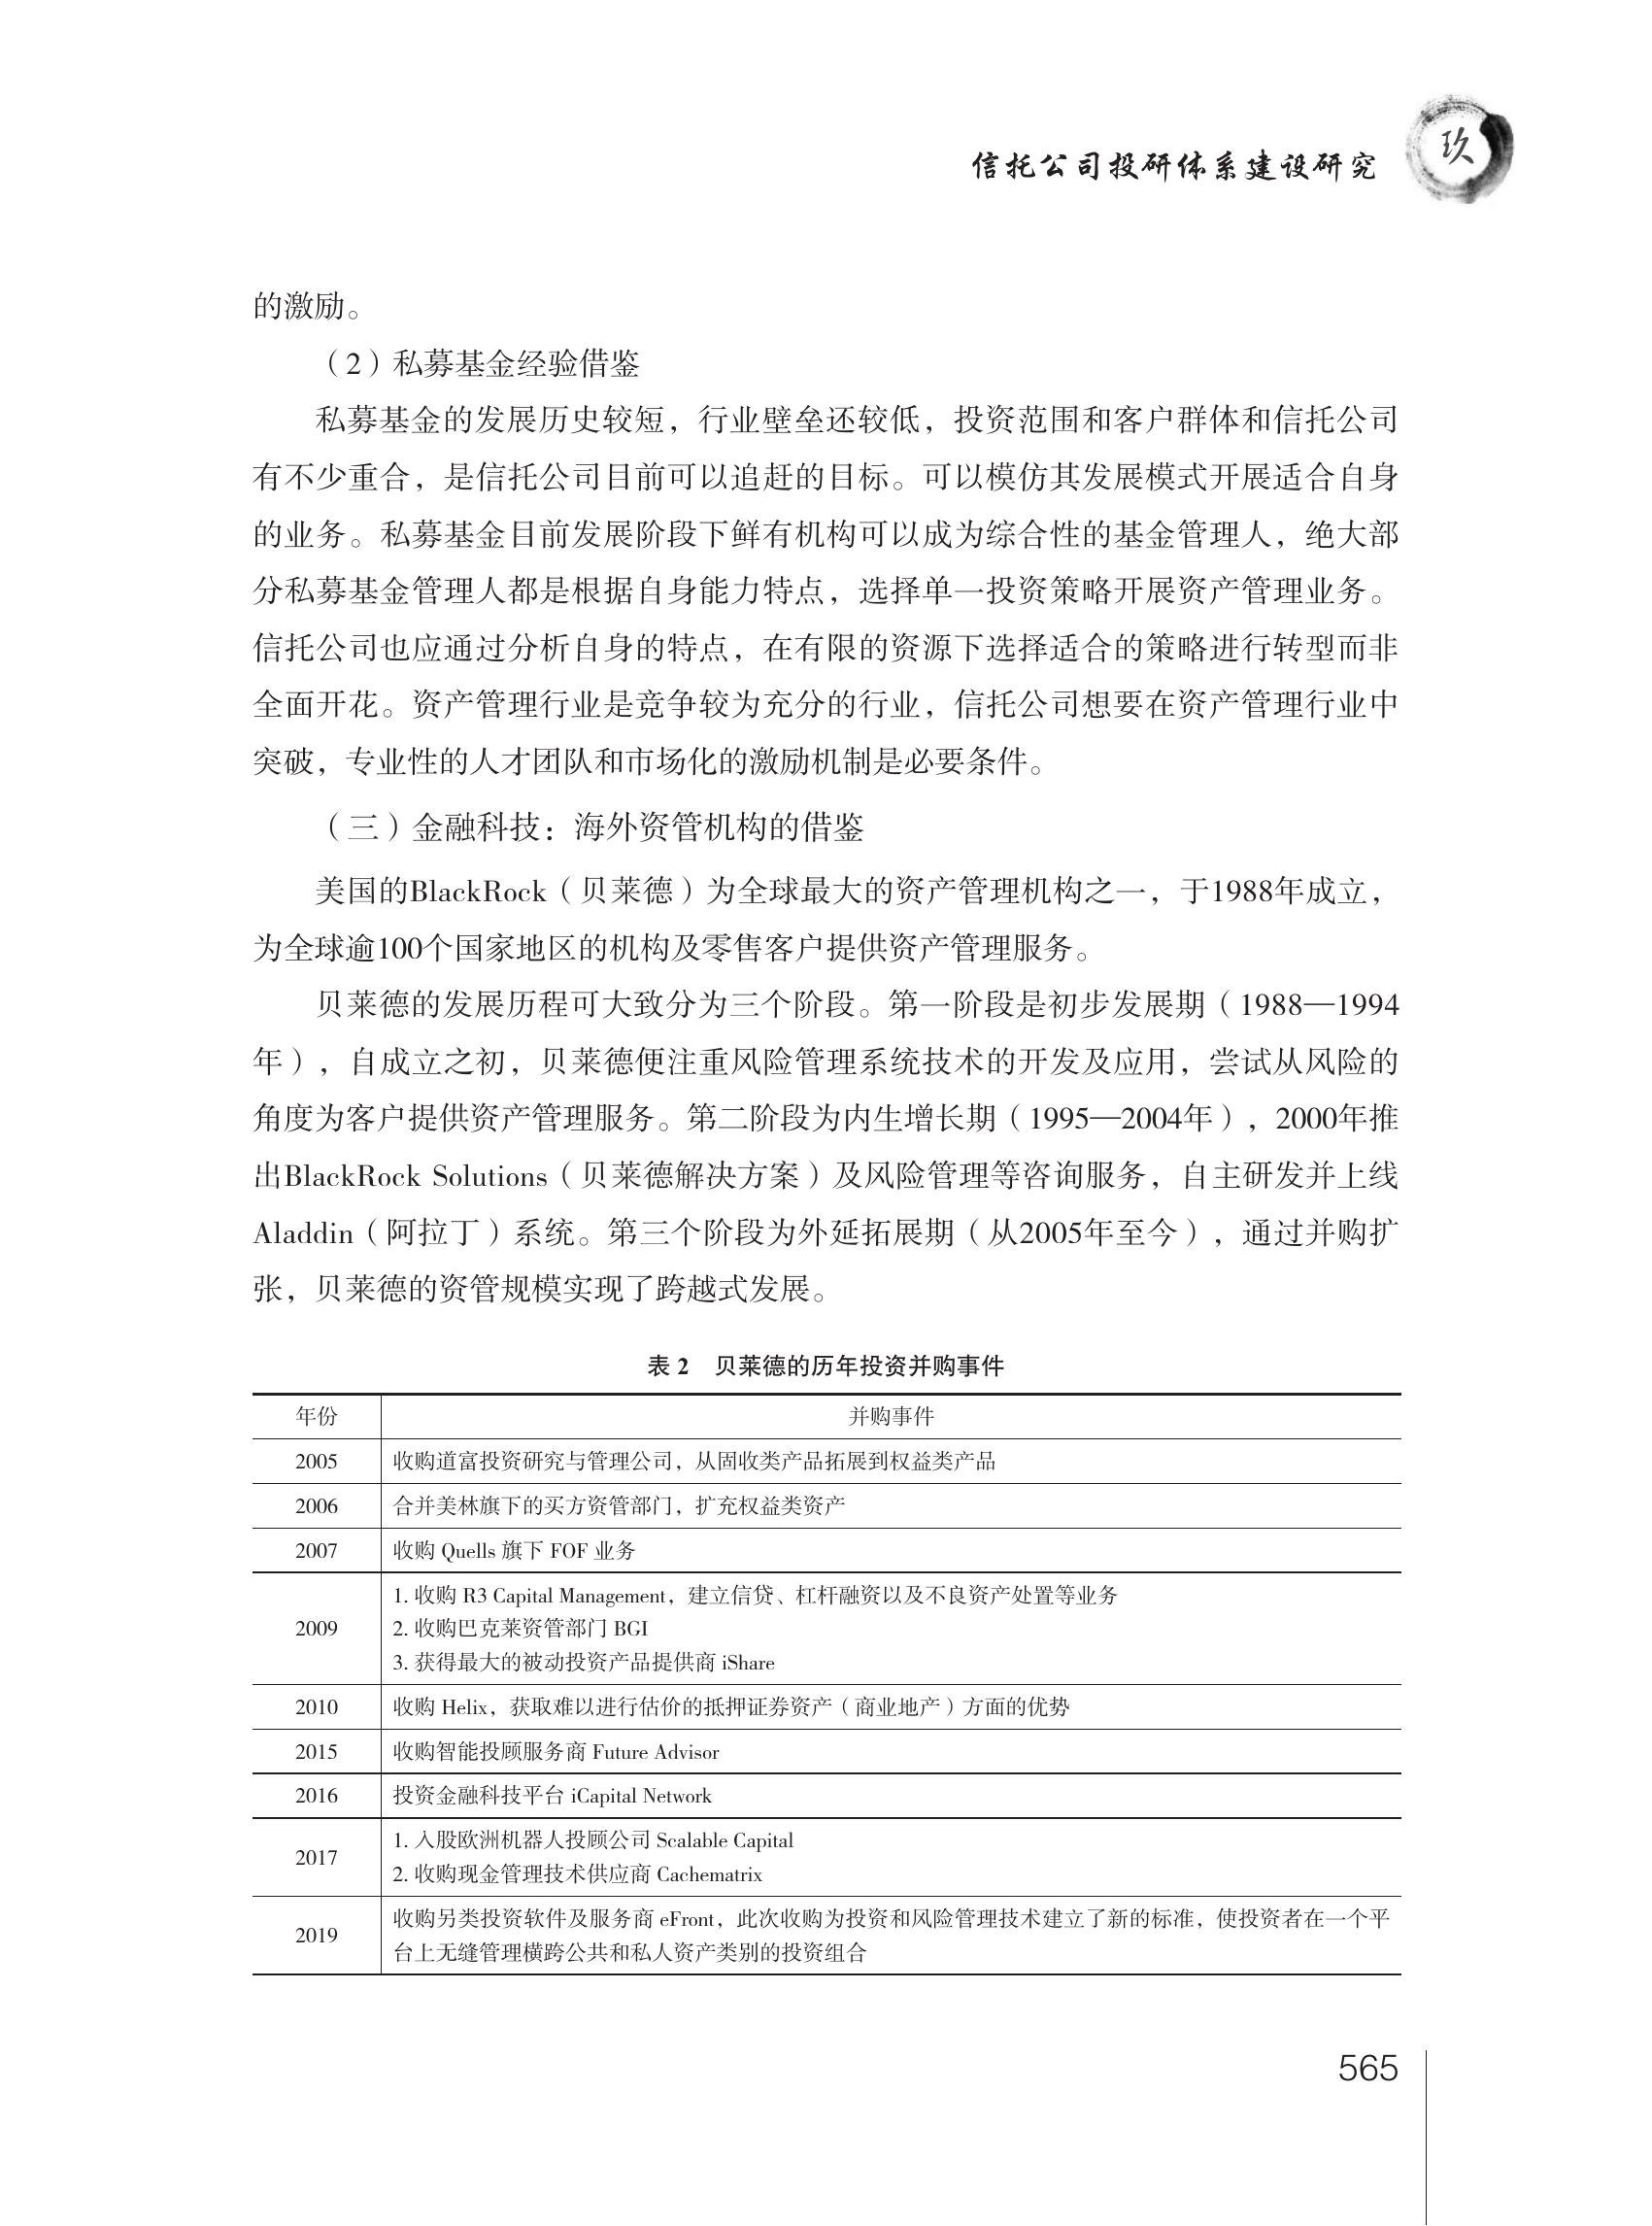 信托公司投研体系建设研究
玖
的激励。
（2）私募基金经验借鉴
私募基金的发展历史较短，行业壁垒还较低，投资范围和客户群体和信托公司
有不少重合，是信托公司目前可以追赶的目标。可以模仿其发展模式开展适合自身
的业务。私募基金目前发展阶段下鲜有机构可以成为综合性的基金管理人，绝大部
分私募基金管理人都是根据自身能力特点，选择单一投资策略开展资产管理业务。
信托公司也应通过分析自身的特点，在有限的资源下选择适合的策略进行转型而非
全面开花。资产管理行业是竞争较为充分的行业，信托公司想要在资产管理行业中
突破，专业性的人才团队和市场化的激励机制是必要条件。
（三）金融科技：海外资管机构的借鉴
美国的BlackRock（贝莱德）为全球最大的资产管理机构之一，于1988年成立，
为全球逾100个国家地区的机构及零售客户提供资产管理服务。
贝莱德的发展历程可大致分为三个阶段。第一阶段是初步发展期（1988—1994
年），自成立之初，贝莱德便注重风险管理系统技术的开发及应用，尝试从风险的
角度为客户提供资产管理服务。第二阶段为内生增长期（1995—2004年），2000年推
出BlackRock Solutions（贝莱德解决方案）及风险管理等咨询服务，自主研发并上线
Aladdin（阿拉丁）系统。第三个阶段为外延拓展期（从2005年至今），通过并购扩
张，贝莱德的资管规模实现了跨越式发展。
表 2 贝莱德的历年投资并购事件
年份 并购事件
2005 收购道富投资研究与管理公司，从固收类产品拓展到权益类产品
2006 合并美林旗下的买方资管部门，扩充权益类资产
2007 收购 Quells 旗下 FOF 业务
2009
1. 收购 R3 Capital Management，建立信贷、杠杆融资以及不良资产处置等业务
2. 收购巴克莱资管部门 BGI
3. 获得最大的被动投资产品提供商 iShare
2010 收购 Helix，获取难以进行估价的抵押证券资产（商业地产）方面的优势
2015 收购智能投顾服务商 Future Advisor
2016 投资金融科技平台 iCapital Network
2017
1. 入股欧洲机器人投顾公司 Scalable Capital
2. 收购现金管理技术供应商 Cachematrix
2019
收购另类投资软件及服务商 eFront，此次收购为投资和风险管理技术建立了新的标准，使投资者在一个平
台上无缝管理横跨公共和私人资产类别的投资组合
565